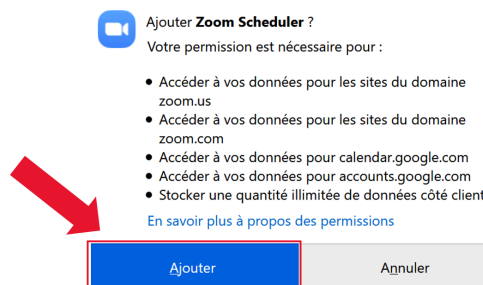 Ajouter Zoom Scheduler ?
Votre permission est nécessaire pour :
• Accéder à vos données pour les sites du domaine
zoom.us
• Accéder à vos données pour les sites du domaine
zoom.com
• Accéder à vos données pour calendar.google.com
• Accéder à vos données pour accounts.google.com
• Stocker une quantité illimitée de données côté client
En savoir plus à propos des permissions
Ajouter
Annuler